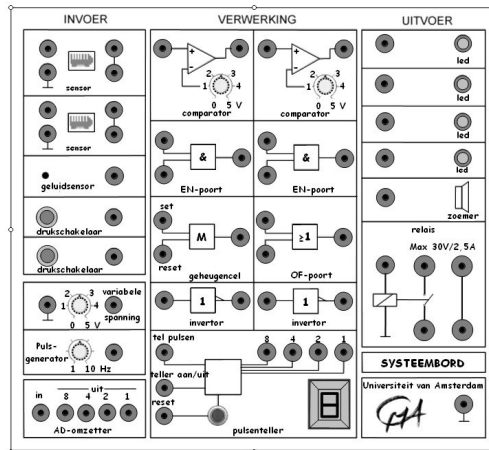 INVOER
VERWERKING
UITVOER
sensor
sensor
geluidsensor
drukschakelaar
drukschakelaar
variabele
spanning
2 3
1 4
0 5 V
Puls-
generator
1 10 Hz
uit
in 8 4 2 1
AD-omzetter
+
-
2 3
1 4
0 5 V
comparator
+
-
2 3
1 4
0 5 V
comparator
&
EN-poort
&
EN-poort
set
M
reset
geheugencel
≥1
OF-poort
1
invertor
1
invertor
tel pulsen
8 4 2 1
teller aan/uit
reset
8
pulsenteller
led
led
led
led
zoemer
relais
Max 30V/2,5A
SYSTEEMBORD
Universiteit van Amsterdam
CMA